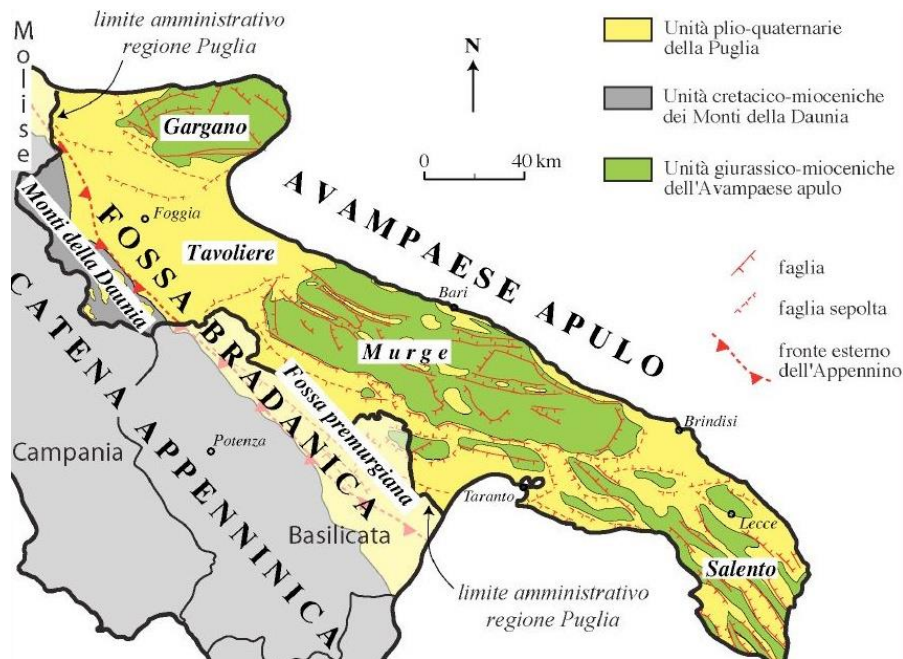 Molise
limite amministrativo
regione Puglia
N
0 40 km
Unità plio-quaternarie
della Puglia
Unità cretacico-mioceniche
dei Monti della Daunia
Unità giurassico-mioceniche
dell'Avampaese apulo
faglia
faglia sepolta
fronte esterno
dell'Appennino
Gargano
Foggia
Tavoliere
Monti della Daunia
FOSSA BRADANICA
AVAMPAESE APULO
CATENA APPENNINICA
Bari
Murge
Fossa premurgiana
Brindisi
Potenza
Campania
Taranto
Lecce
Basilicata
Salento
limite amministrativo
regione Puglia